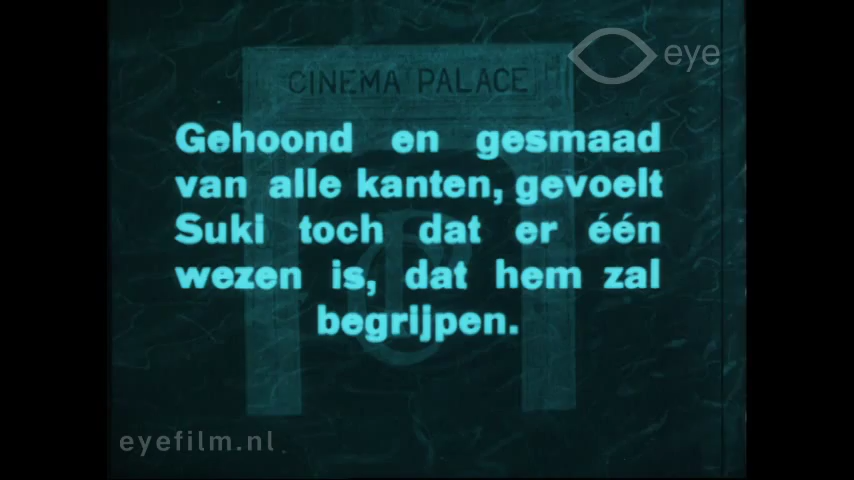 eye
CINEMA PALACE
Gehoond en gesmaad
van alle kanten, gevoelt
Suki toch dat er één
wezen is, dat hem zal
begrijpen.
eyefilm.nl